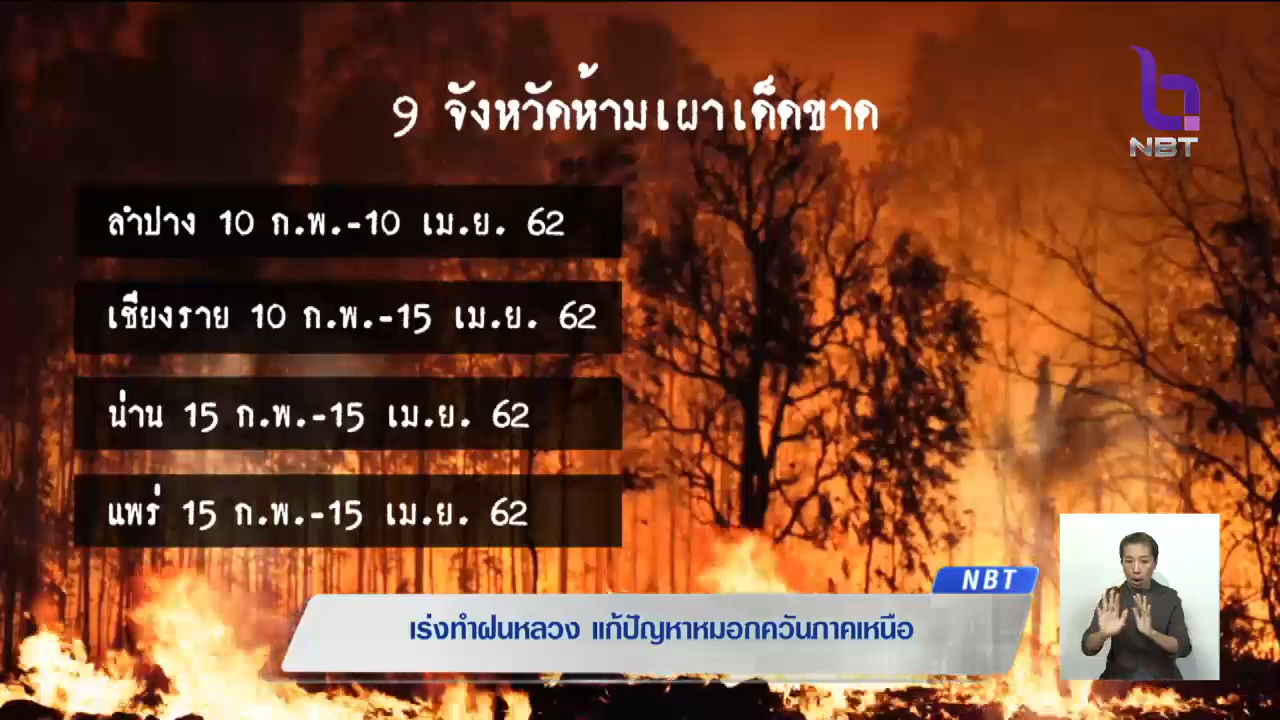 9 จังหวัดห้ามเผาเด็ดขาด
NBT
ลำปาง 10 ก.พ.-10 เม.ย. 62
เชียงราย 10 ก.พ.-15 เม.ย. 62
น่าน 15 ก.พ.-15 เม.ย. 62
แพร่ 15 ก.พ.-15 เม.ย. 62
NBT
เร่งทำฝนหลวง แก้ปัญหาหมอกควันภาคเหนือ